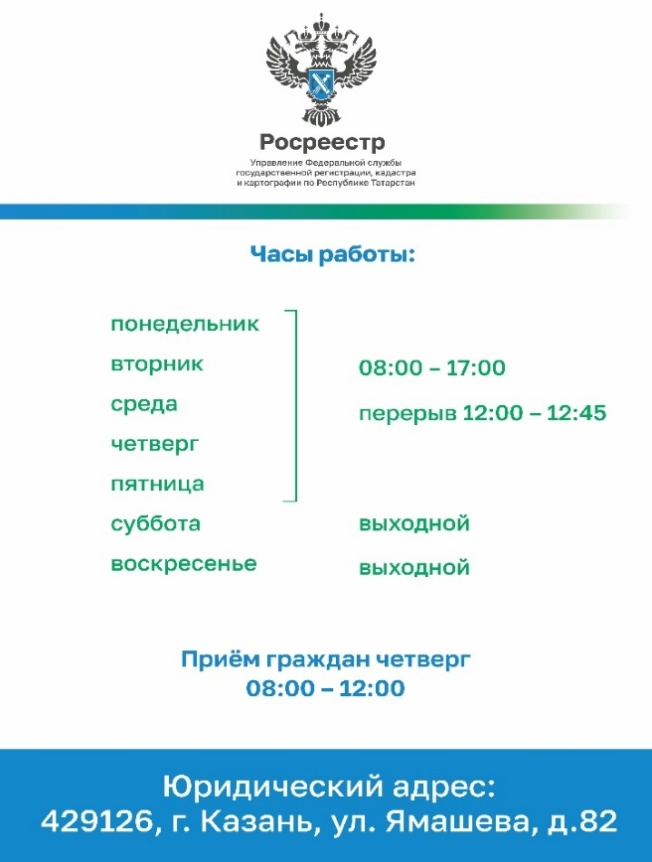 Росреестр
Управление Федеральной службы
государственной регистрации, кадастра
и картографии по Республике Татарстан
Часы работы:
понедельник
вторник
среда
четверг
пятница
08:00 – 17:00
перерыв 12:00 – 12:45
суббота выходной
воскресенье выходной
Приём граждан четверг
08:00 – 12:00
Юридический адрес:
429126, г. Казань, ул. Ямашева, д.82